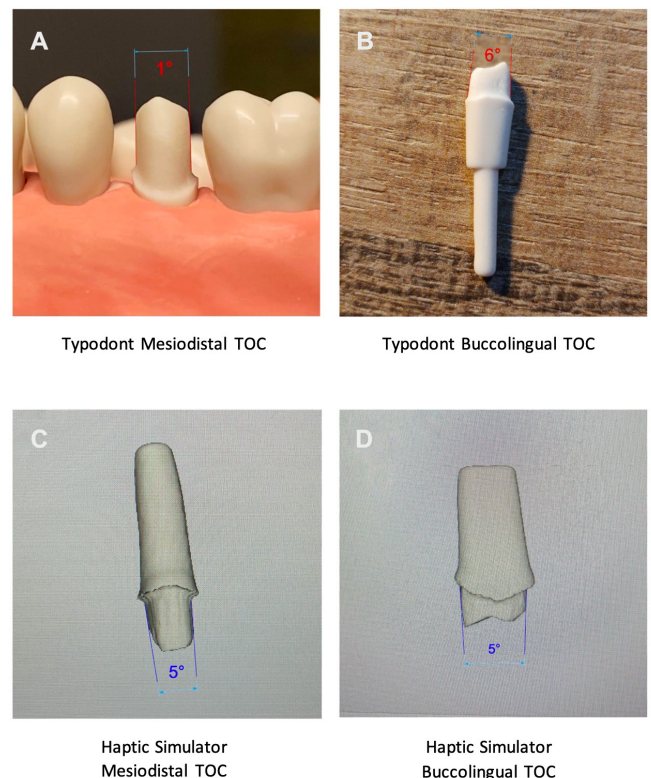 A
B
1°
6°
Typodont Mesiodistal TOC
Typodont Buccolingual TOC
C
D
5°
5°
Haptic Simulator
Mesiodistal TOC
Haptic Simulator
Buccolingual TOC